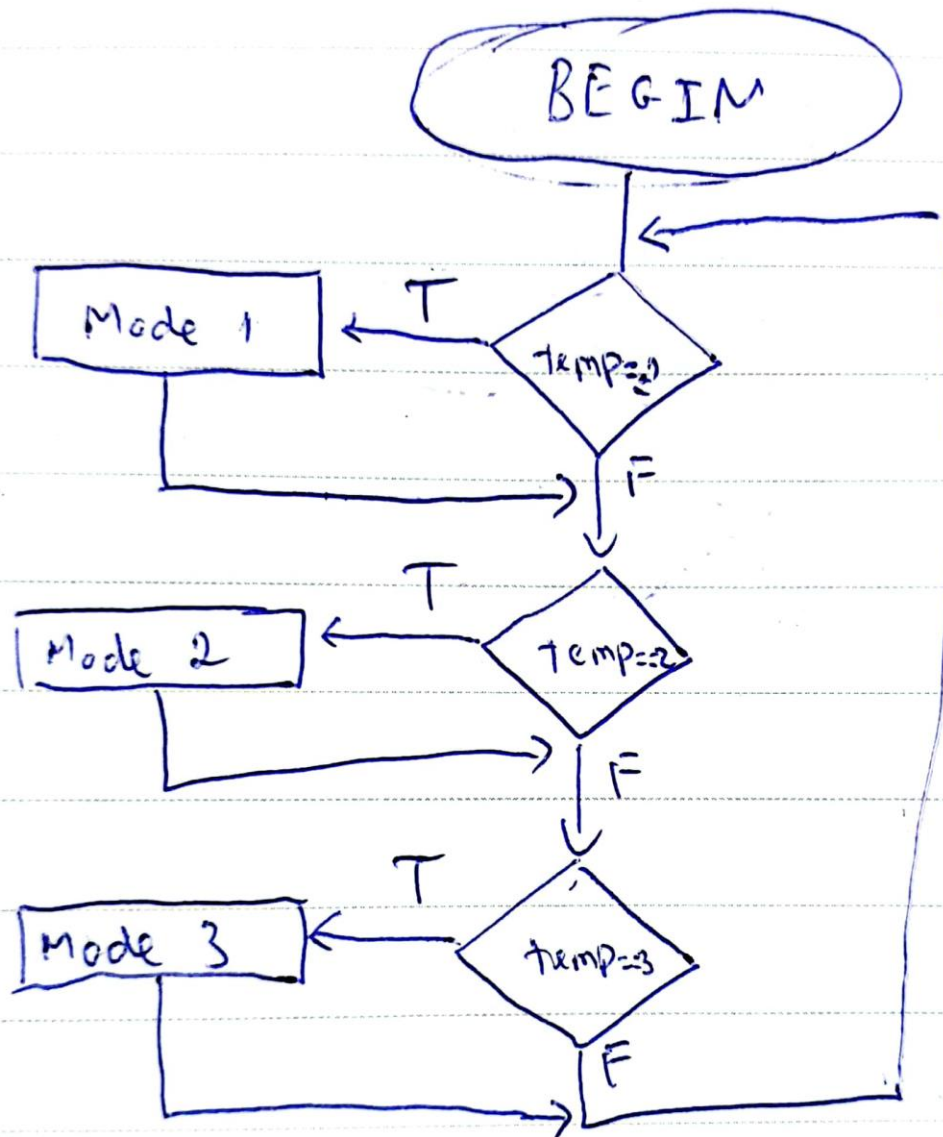 BEGIN
T
Mode 1
F
T
Mode 2
temp==2
F
T
Mode 3
temp==3
F